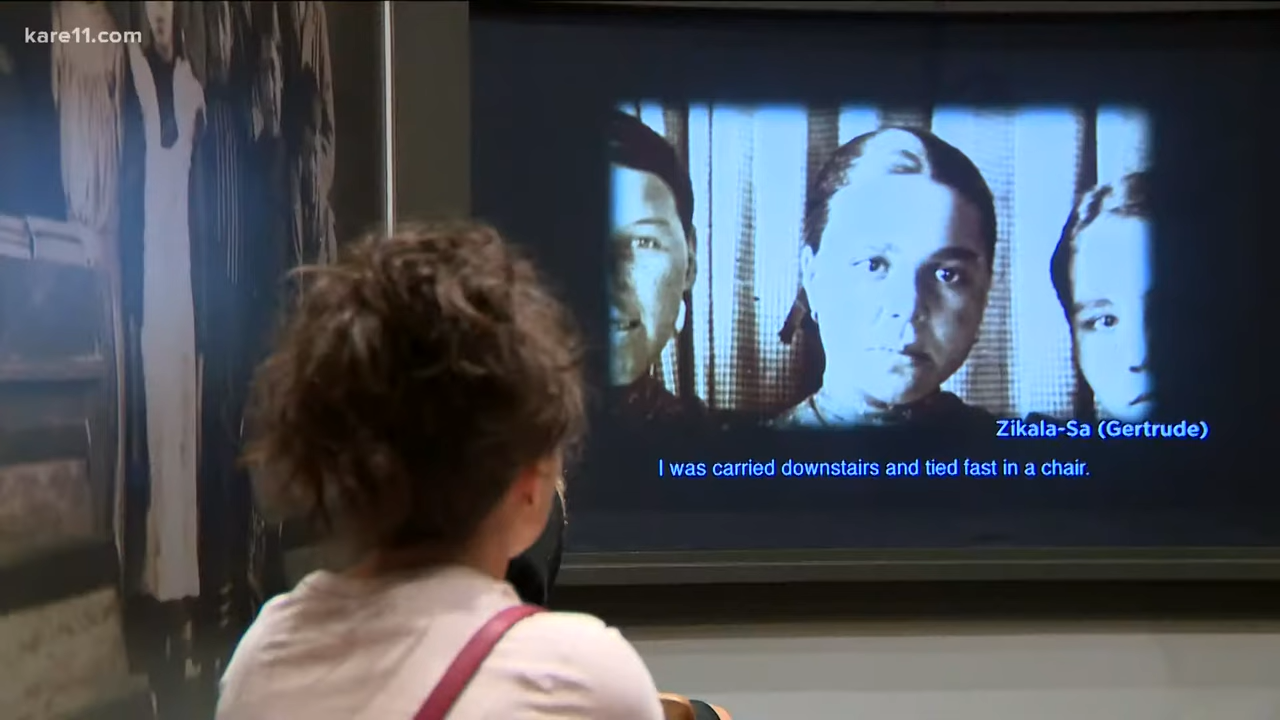 kare11.com
Zikala-Sa (Gertrude)
I was carried downstairs and tied fast in a chair.